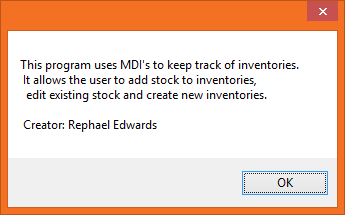 This program uses MDI's to keep track of inventories.
It allows the user to add stock to inventories,
edit existing stock and create new inventories.
Creator: Rephael Edwards
OK